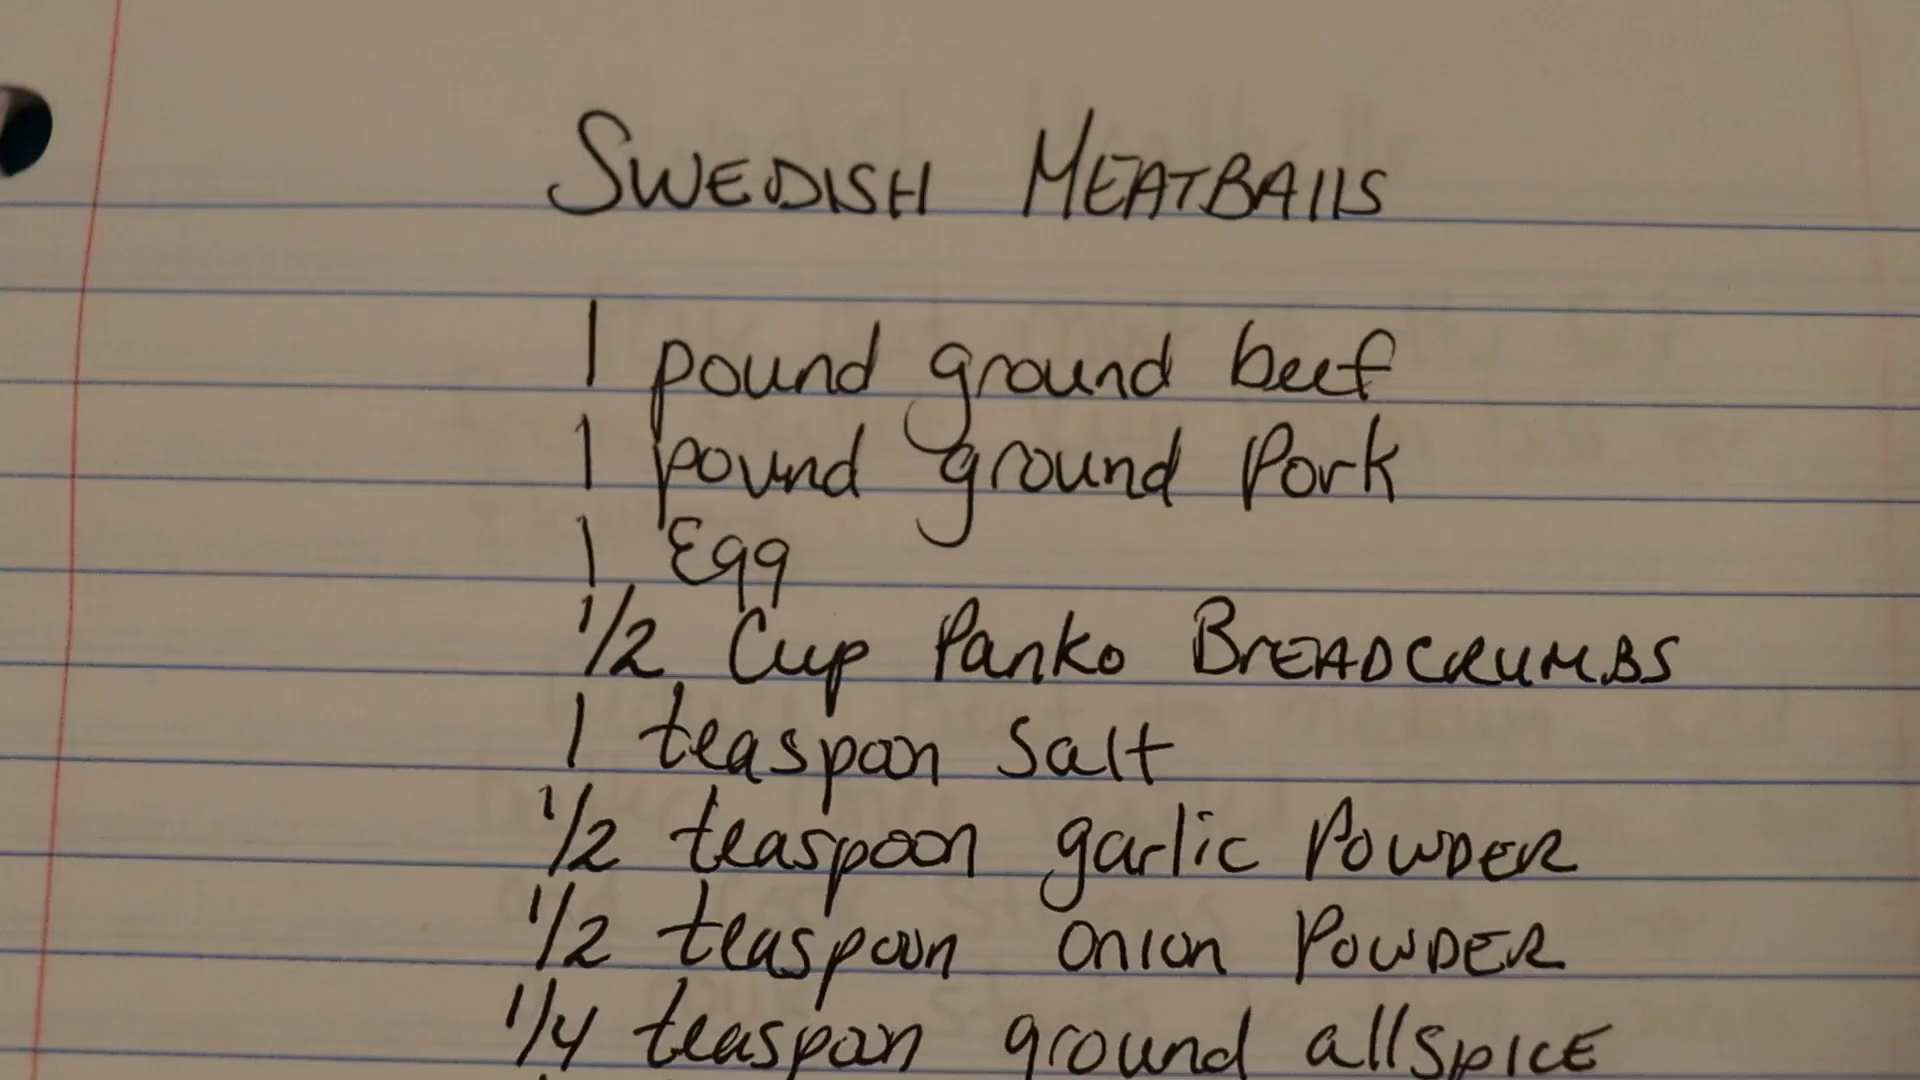 SWEDISH MEATBAllS
1 pound ground beef
1 pound ground Pork
1 Egg
1/2 Cup Panko BrEADCRUMBS
1 teaspoon Salt
1/2 teaspoon garlic POWDER
1/2 teaspoon Onion POWDER
1/4 teaspoon ground allSpICE